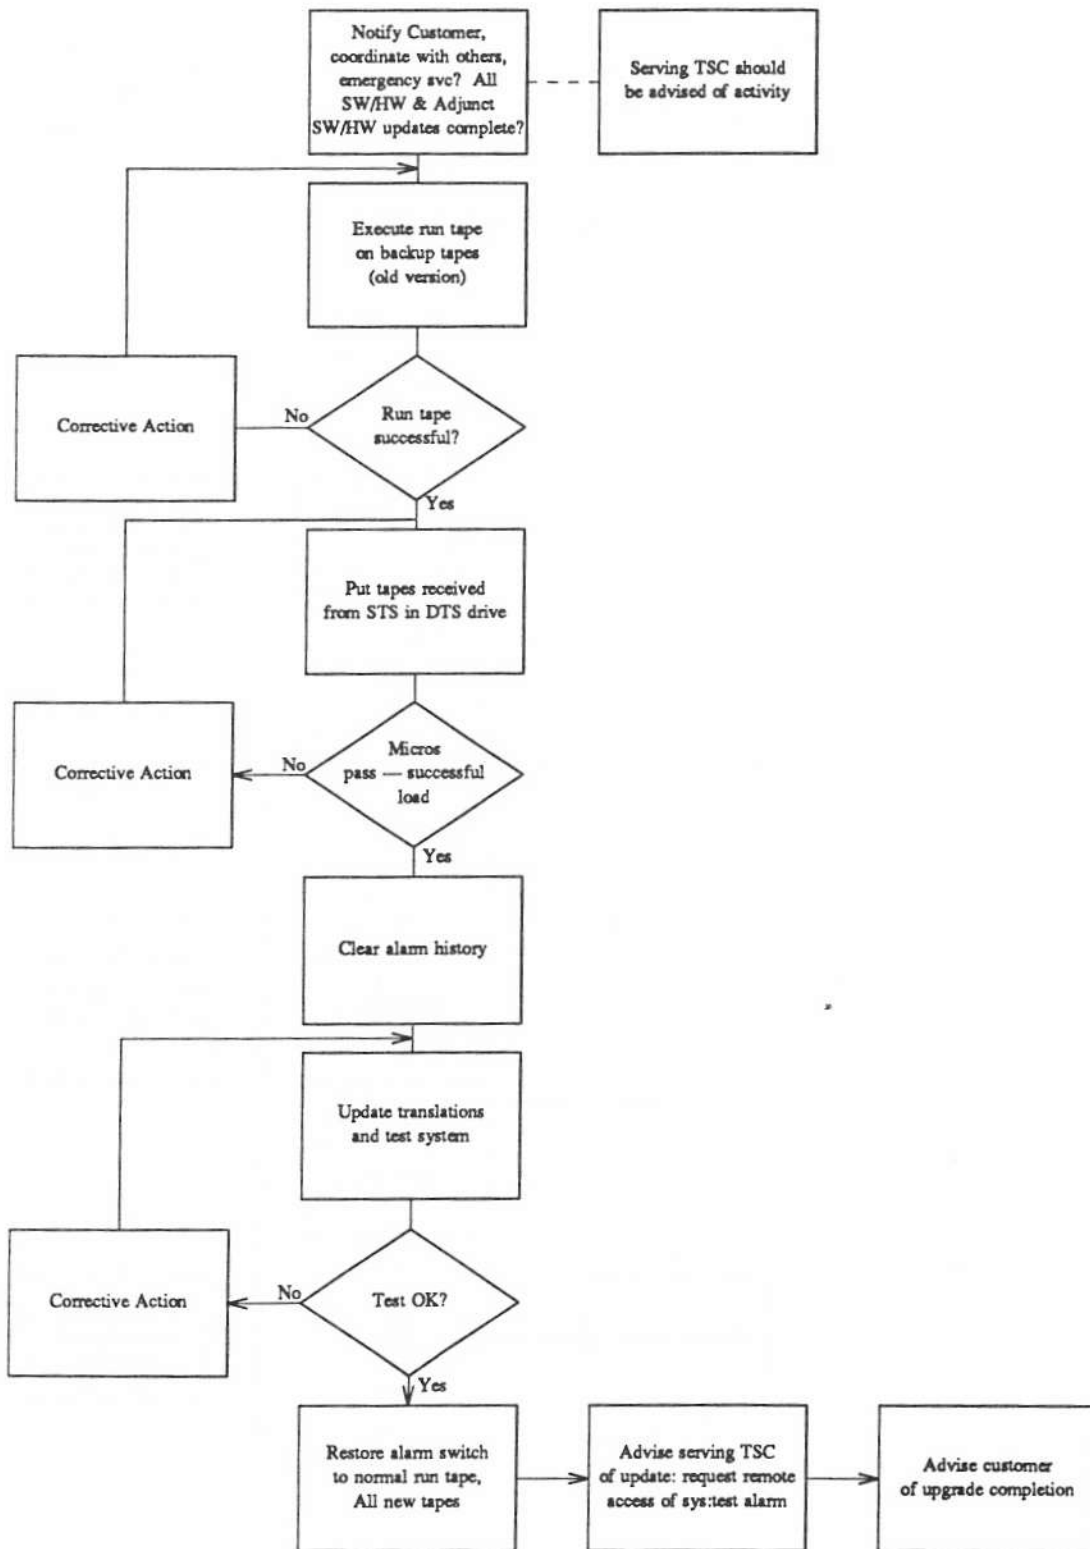 Notify Customer,
coordinate with others,
emergency svc? All
SW/HW & Adjunct
SW/HW updates complete?
Serving TSC should
be advised of activity
Execute run tape
on backup tapes
(old version)
Corrective Action
No
Run tape
successful?
Yes
Put tapes received
from STS in DTS drive
Corrective Action
No
Micros
pass — successful
load
Yes
Clear alarm history
Update translations
and test system
Corrective Action
No
Test OK?
Yes
Restore alarm switch
to normal run tape,
All new tapes
Advise serving TSC
of update: request remote
access of sys:test alarm
Advise customer
of upgrade completion